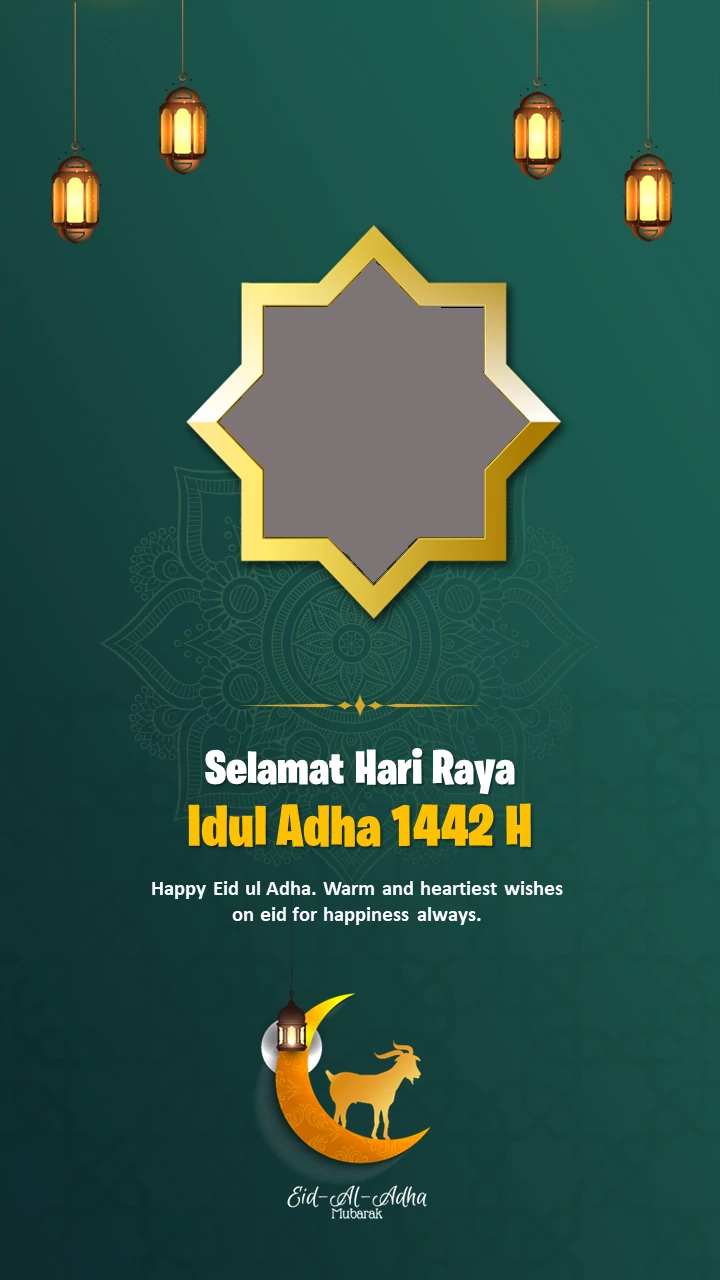 Selamat Hari Raya
Idul Adha 1442 H
Happy Eid ul Adha. Warm and heartiest wishes
on eid for happiness always.
Eid-Al-Adha
Mubarak